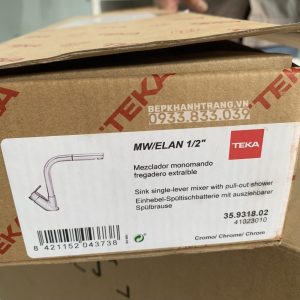 TEKA
TEKA
TEKA
BEPKHANHTRANG.VN
0933.833.039
MW/ELAN 1/2"
TEKA
Mezclador monomando
fregadero extraíble
Sink single-lever mixer with pull-out shower
Einhebel-Spültischbatterie mit ausziehbarer
Spülbrause
35.9318.02
41023010
8 421152 043738
Cromo/ Chrome/ Chrom